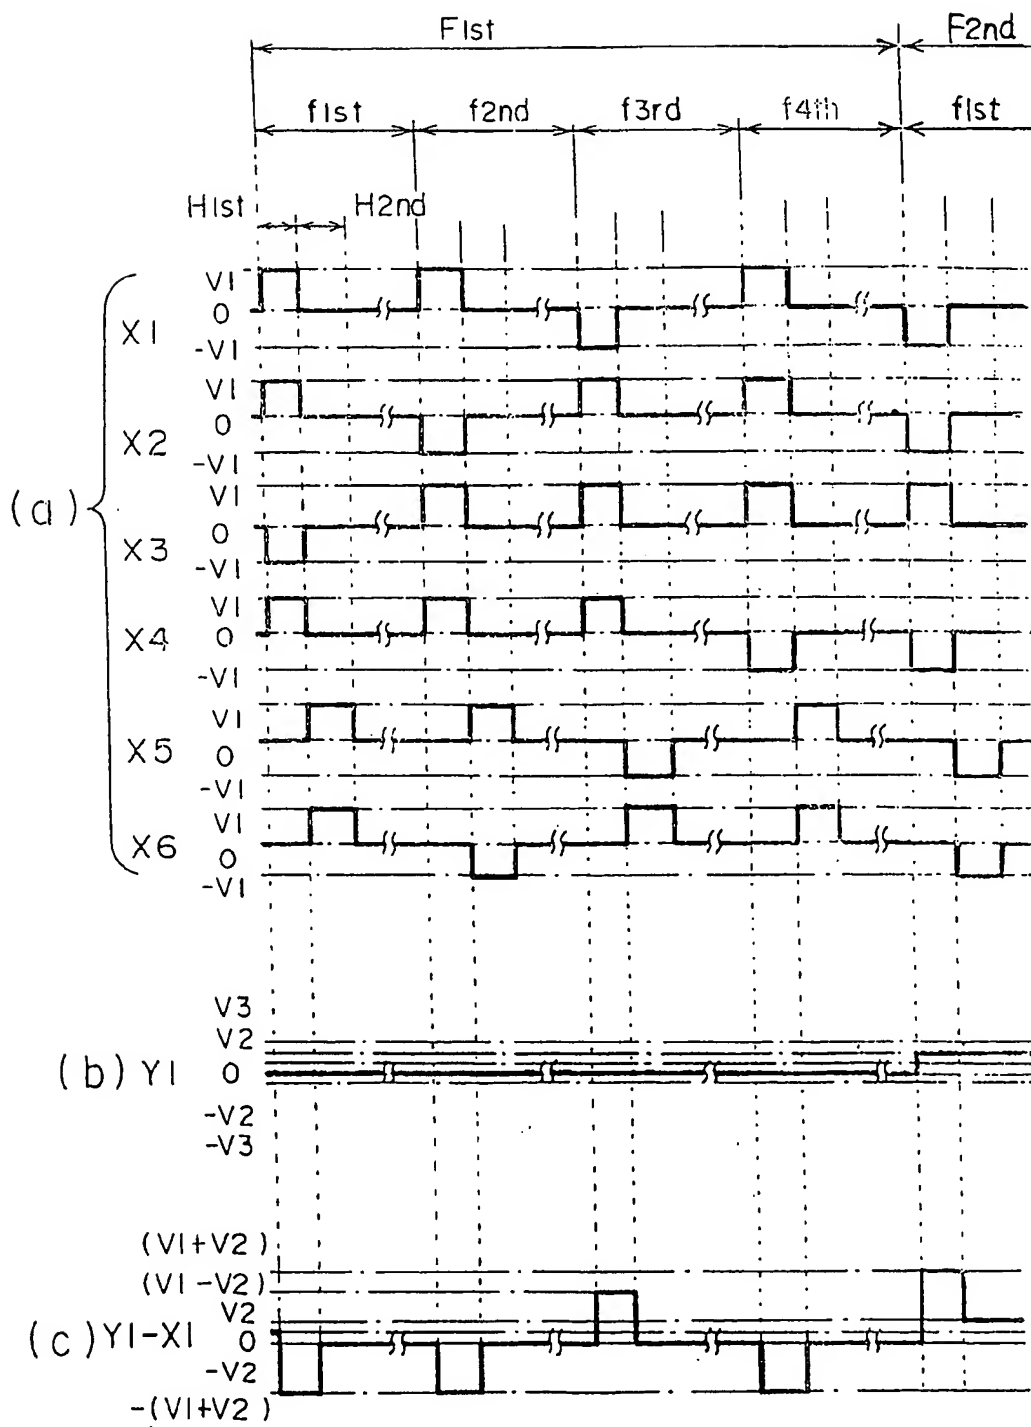 F1st F2nd
f1st f2nd f3rd f4th f1st
H1st H2nd
(a)
X1 V1 0 -V1
X2 V1 0 -V1
X3 V1 0 -V1
X4 V1 0 -V1
X5 V1 0 -V1
X6 V1 0 -V1
(b) Y1 V3 V2 0 -V2 -V3
(c) Y1-X1 (V1+V2) (V1-V2) V2 0 -V2 -(V1+V2)